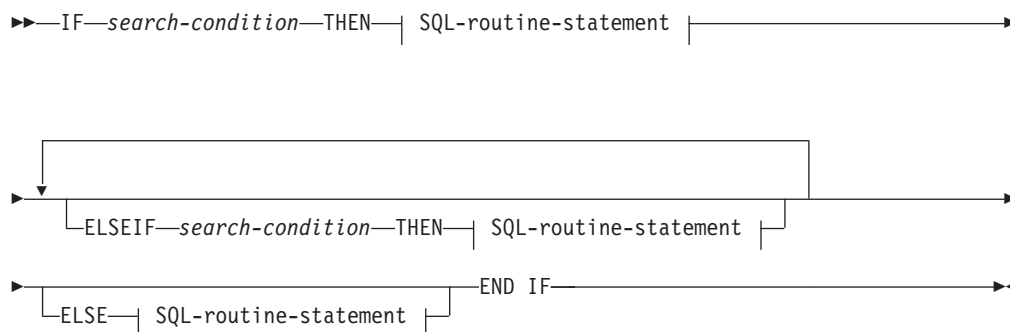 IF search-condition THEN SQL-routine-statement
ELSEIF search-condition THEN SQL-routine-statement
END IF
ELSE SQL-routine-statement